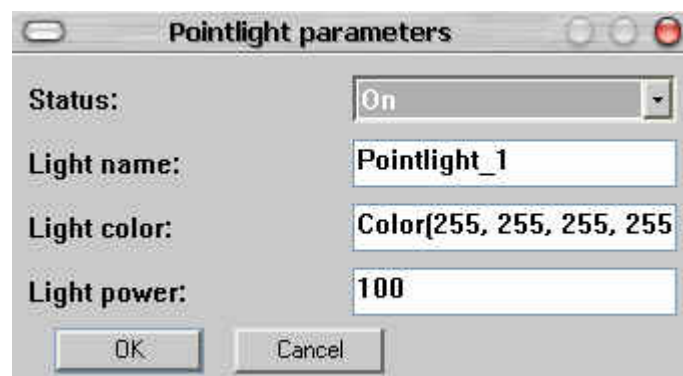 Pointlight parameters
Status: On
Light name: Pointlight_1
Light color: Color(255, 255, 255, 255
Light power: 100
OK Cancel